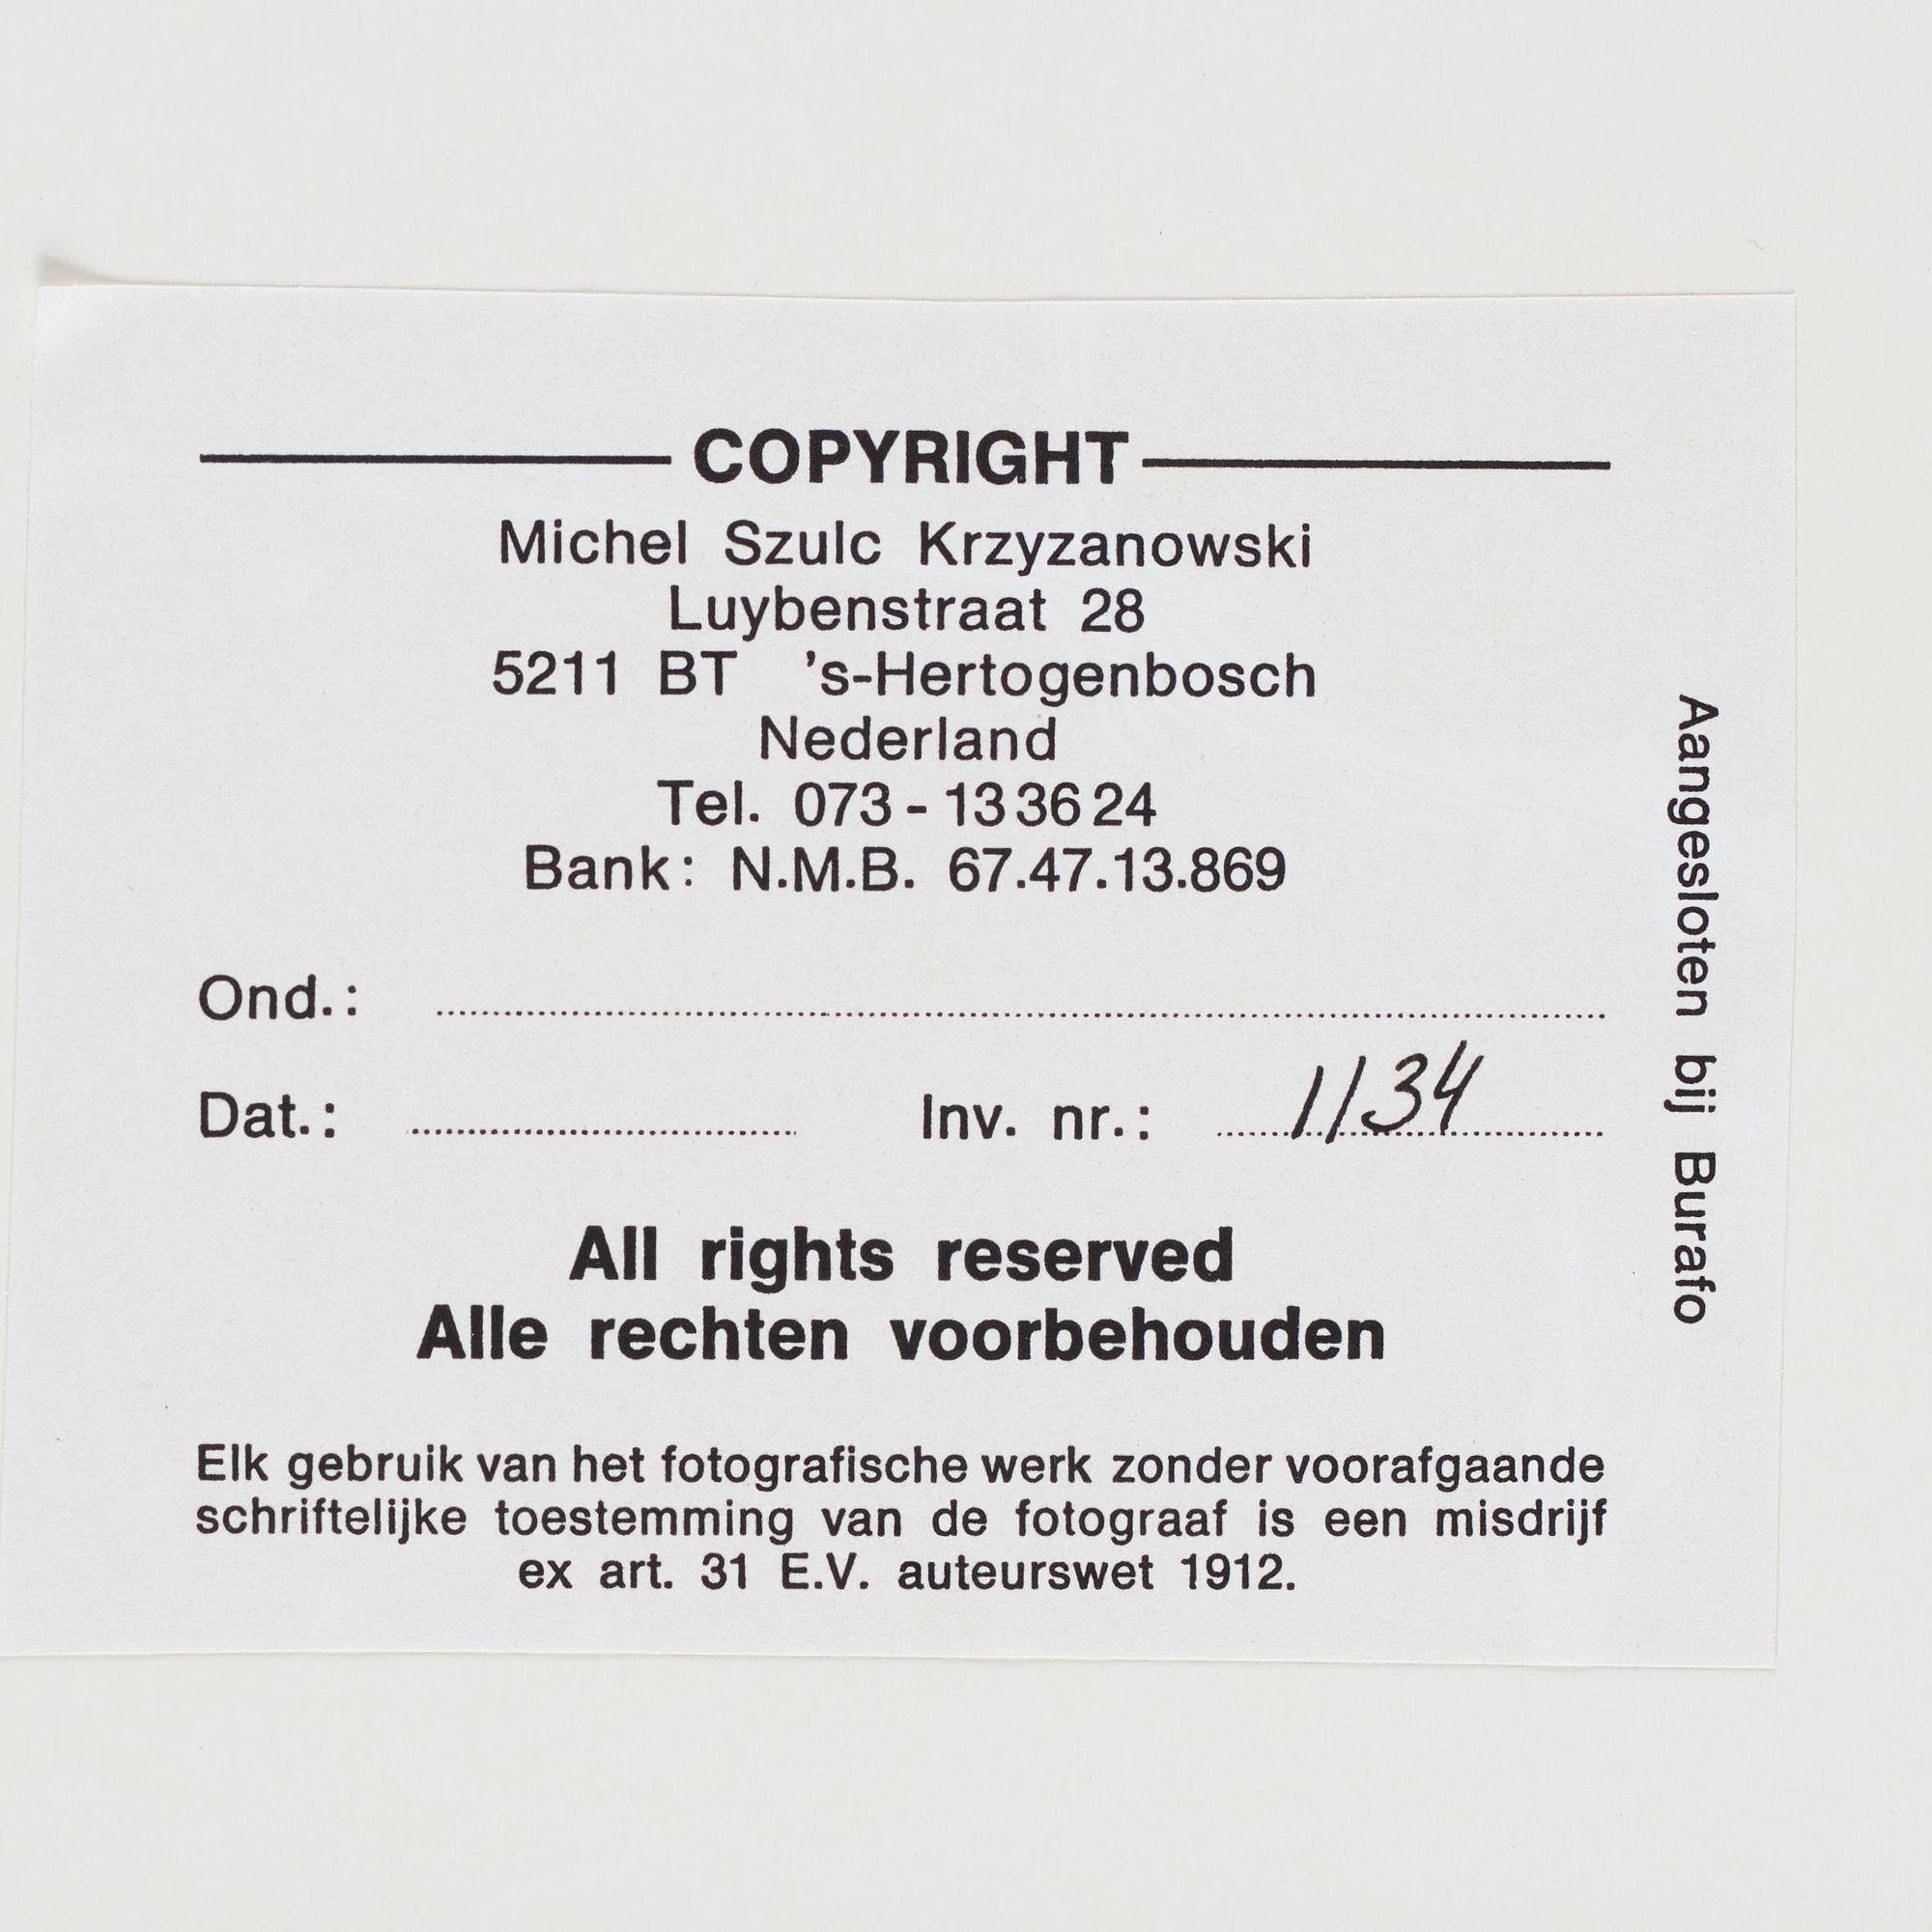 COPYRIGHT
Michel Szulc Krzyzanowski
Luybenstraat 28
5211 BT 's-Hertogenbosch
Nederland
Tel. 073 - 13 36 24
Bank: N.M.B. 67.47.13.869
Ond.:
Dat.: Inv. nr.: 1134
All rights reserved
Alle rechten voorbehouden
Elk gebruik van het fotografische werk zonder voorafgaande
schriftelijke toestemming van de fotograaf is een misdrijf
ex art. 31 E.V. auteurswet 1912.
Aangesloten bij Burafo